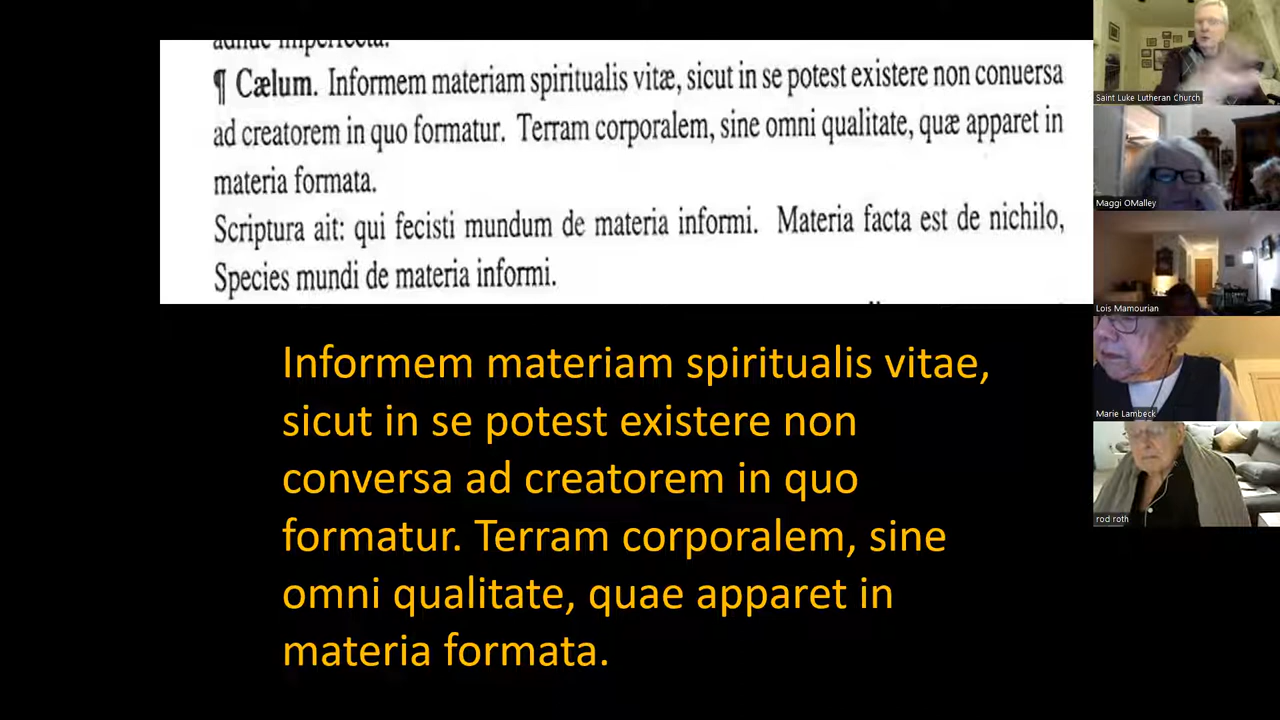 adhuc imperfecta.
¶ Cælum. Informem materiam spiritualis vitæ, sicut in se potest existere non conuersa
ad creatorem in quo formatur. Terram corporalem, sine omni qualitate, quæ apparet in
materia formata.
Scriptura ait: qui fecisti mundum de materia informi. Materia facta est de nichilo,
Species mundi de materia informi.
Informem materiam spiritualis vitae,
sicut in se potest existere non
conversa ad creatorem in quo
formatur. Terram corporalem, sine
omni qualitate, quae apparet in
materia formata.
Saint Luke Lutheran Church
Maggi OMalley
Lois Mamourian
Marie Lambeck
rod roth